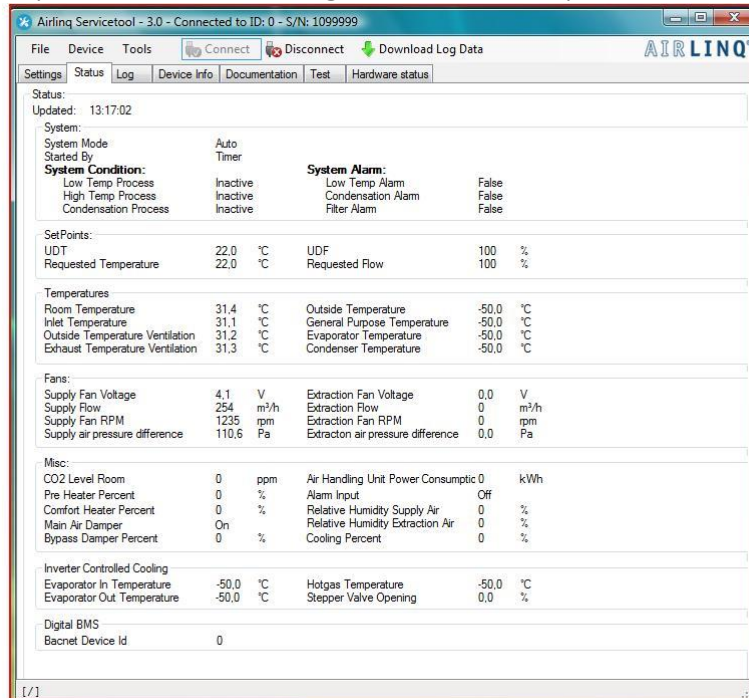 Airlinq Servicetool - 3.0 - Connected to ID: 0 - S/N: 1099999
File Device Tools Connect Disconnect Download Log Data AIRLINQ
Settings Status Log Device Info Documentation Test Hardware status
Status:
Updated: 13:17:02
System:
System Mode Auto
Started By Timer
System Condition: System Alarm:
Low Temp Process Inactive Low Temp Alarm False
High Temp Process Inactive Condensation Alarm False
Condensation Process Inactive Filter Alarm False
SetPoints:
UDT 22,0 °C UDF 100 %
Requested Temperature 22,0 °C Requested Flow 100 %
Temperatures
Room Temperature 31,4 °C Outside Temperature -50,0 °C
Inlet Temperature 31,1 °C General Purpose Temperature -50,0 °C
Outside Temperature Ventilation 31,2 °C Evaporator Temperature -50,0 °C
Exhaust Temperature Ventilation 31,3 °C Condenser Temperature -50,0 °C
Fans:
Supply Fan Voltage 4,1 V Extraction Fan Voltage 0,0 V
Supply Flow 254 m³/h Extraction Flow 0 m³/h
Supply Fan RPM 1235 rpm Extraction Fan RPM 0 rpm
Supply air pressure difference 110,6 Pa Extracton air pressure difference 0,0 Pa
Misc:
CO2 Level Room 0 ppm Air Handling Unit Power Consumptic 0 kWh
Pre Heater Percent 0 % Alarm Input Off
Comfort Heater Percent 0 % Relative Humidity Supply Air 0 %
Main Air Damper On Relative Humidity Extraction Air 0 %
Bypass Damper Percent 0 % Cooling Percent 0 %
Inverter Controlled Cooling
Evaporator In Temperature -50,0 °C Hotgas Temperature -50,0 °C
Evaporator Out Temperature -50,0 °C Stepper Valve Opening 0,0 %
Digital BMS
Bacnet Device Id 0
[/]